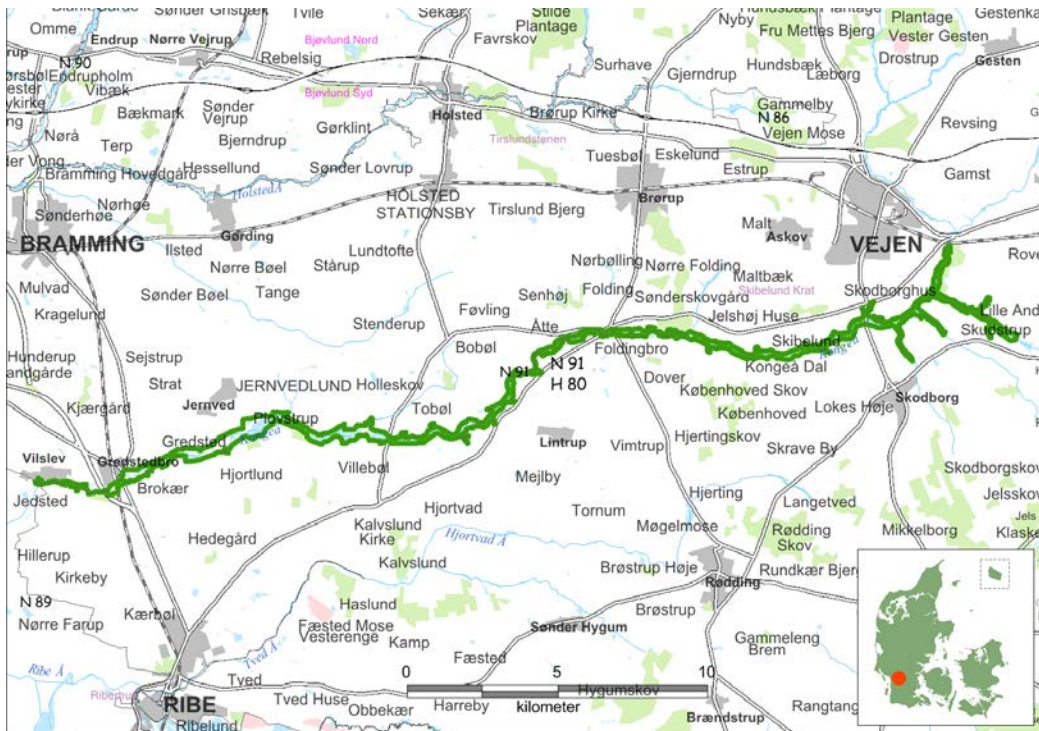 Omme
Endrup
Nørre Vejrup
Tvile
Rebelsig
Bjøvlund Nord
Sekær
Favrskov
Stilde
Plantage
Nyby
Hundsbæk
Plantage
Fru Mettes Bjerg
Plantage
Vester Gesten
Gestenka
Gesten
Drostrup
N 90
Endrupholm
Vibæk
Bækmark
Sønder
Vejrup
Bjøvlund Syd
Surhave
Gjerndrup
Hundsbæk
Læborg
Gammelby
N 86
Vejen Mose
Revsing
Nørå
Terp
Bjerndrup
Gørklint
Holsted
Brørup Kirke
Tirslundstenen
Tuesbøl
Eskelund
Estrup
Gamst
der Vong
Bramming Hovedgård
Hessellund
Sønder Lovrup
Holsted Å
HOLSTED
STATIONSBY
Nørhøe
Sønderhøe
BRAMMING
Gørding
Ilsted
Tirslund Bjerg
Brørup
Malt
Askov
VEJEN
Lundtofte
Nørre Bøel
Stårup
Nørbølling
Nørre Folding
Maltbæk
Mulvad
Sønder Bøel
Tange
Senhøj
Folding
Sønderskovgård
Skibelund Krat
Skodborghus
Kragelund
Føvling
Jelshøj Huse
Lille And
Stenderup
Åtte
Skudstrup
Sejstrup
Bobøl
Foldingbro
Skibelund
Kongeå
Kongeå Dal
Strat
JERNVEDLUND
Holleskov
N 91
N 91
H 80
Dover
Københoved Skov
Jernved
Kjærgård
Plovstrup
Tobøl
Københoved
Lokes Høje
Skodborg
Gredsted
Kongeå
Lintrup
Vimtrup
Hjertingskov
Skrave By
Vilslev
Gredstedbro
Hjortlund
Villebøl
Mejlby
Skodborgskov
Jedsted
Brokær
Hjerting
Langetved
Jelsskov
Hjortvad
Tornum
Hedegård
Kalvslund
Kirke
Hjortvad Å
Møgelmose
Rødding
Skov
Mikkelborg
Jels
Klaske
Hillerup
Kirkeby
Kalvslund
Brøstrup Høje
Rødding
Rundkær Bjerg
N 89
Nørre Farup
Kærbøl
Haslund
Fæsted Mose
Vesterenge
Kamp
Brøstrup
Sønder Hygum
Gammeleng
Brem
Ribe Å
Tved Å
Fæsted
0
5
10
Tved
Hygumskov
RIBE
Tved Huse
Obbekær
Harreby
kilometer
Ribelund
Brændstrup
Rangtang